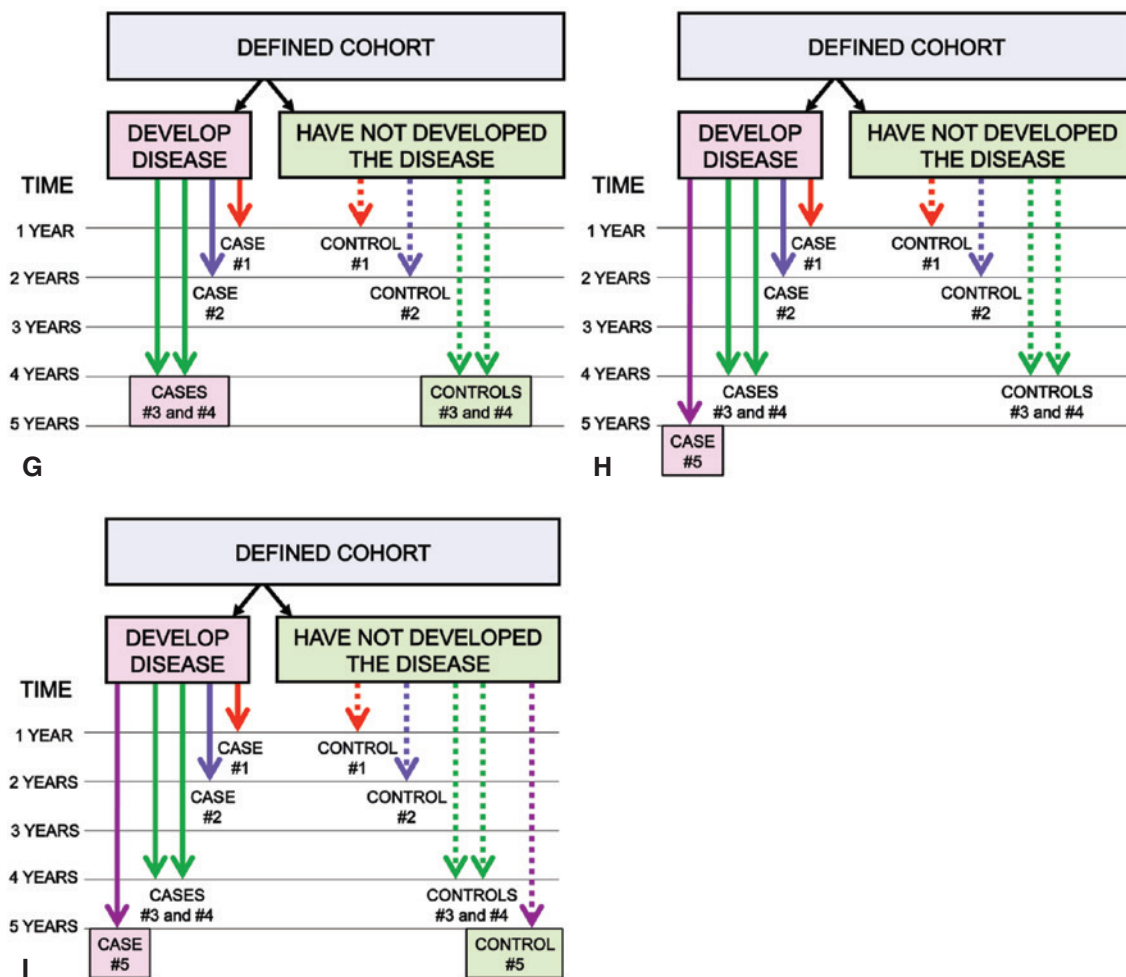 DEFINED COHORT
DEVELOP
DISEASE
HAVE NOT DEVELOPED
THE DISEASE
TIME
1 YEAR
CASE
#1
CONTROL
#1
2 YEARS
CASE
#2
CONTROL
#2
3 YEARS
4 YEARS
CASES
#3 and #4
CONTROLS
#3 and #4
5 YEARS
G
DEFINED COHORT
DEVELOP
DISEASE
HAVE NOT DEVELOPED
THE DISEASE
TIME
1 YEAR
CASE
#1
CONTROL
#1
2 YEARS
CASE
#2
CONTROL
#2
3 YEARS
4 YEARS
CASES
#3 and #4
CONTROLS
#3 and #4
5 YEARS
CASE
#5
H
DEFINED COHORT
DEVELOP
DISEASE
HAVE NOT DEVELOPED
THE DISEASE
TIME
1 YEAR
CASE
#1
CONTROL
#1
2 YEARS
CASE
#2
CONTROL
#2
3 YEARS
4 YEARS
CASES
#3 and #4
CONTROLS
#3 and #4
5 YEARS
CASE
#5
CONTROL
#5
I